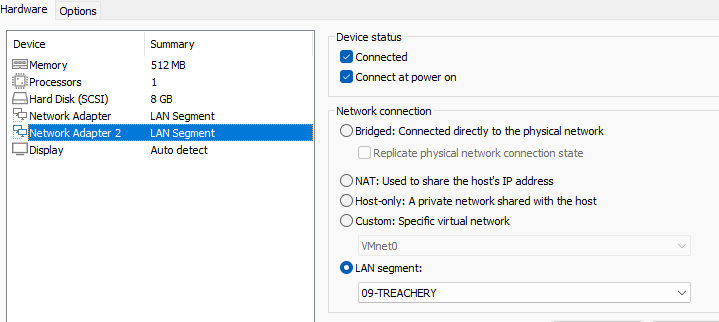 Hardware Options
Device Summary
Memory 512 MB
Processors 1
Hard Disk (SCSI) 8 GB
Network Adapter LAN Segment
Network Adapter 2 LAN Segment
Display Auto detect
Device status
Connected
Connect at power on
Network connection
Bridged: Connected directly to the physical network
Replicate physical network connection state
NAT: Used to share the host's IP address
Host-only: A private network shared with the host
Custom: Specific virtual network
VMnet0
LAN segment:
09-TREACHERY